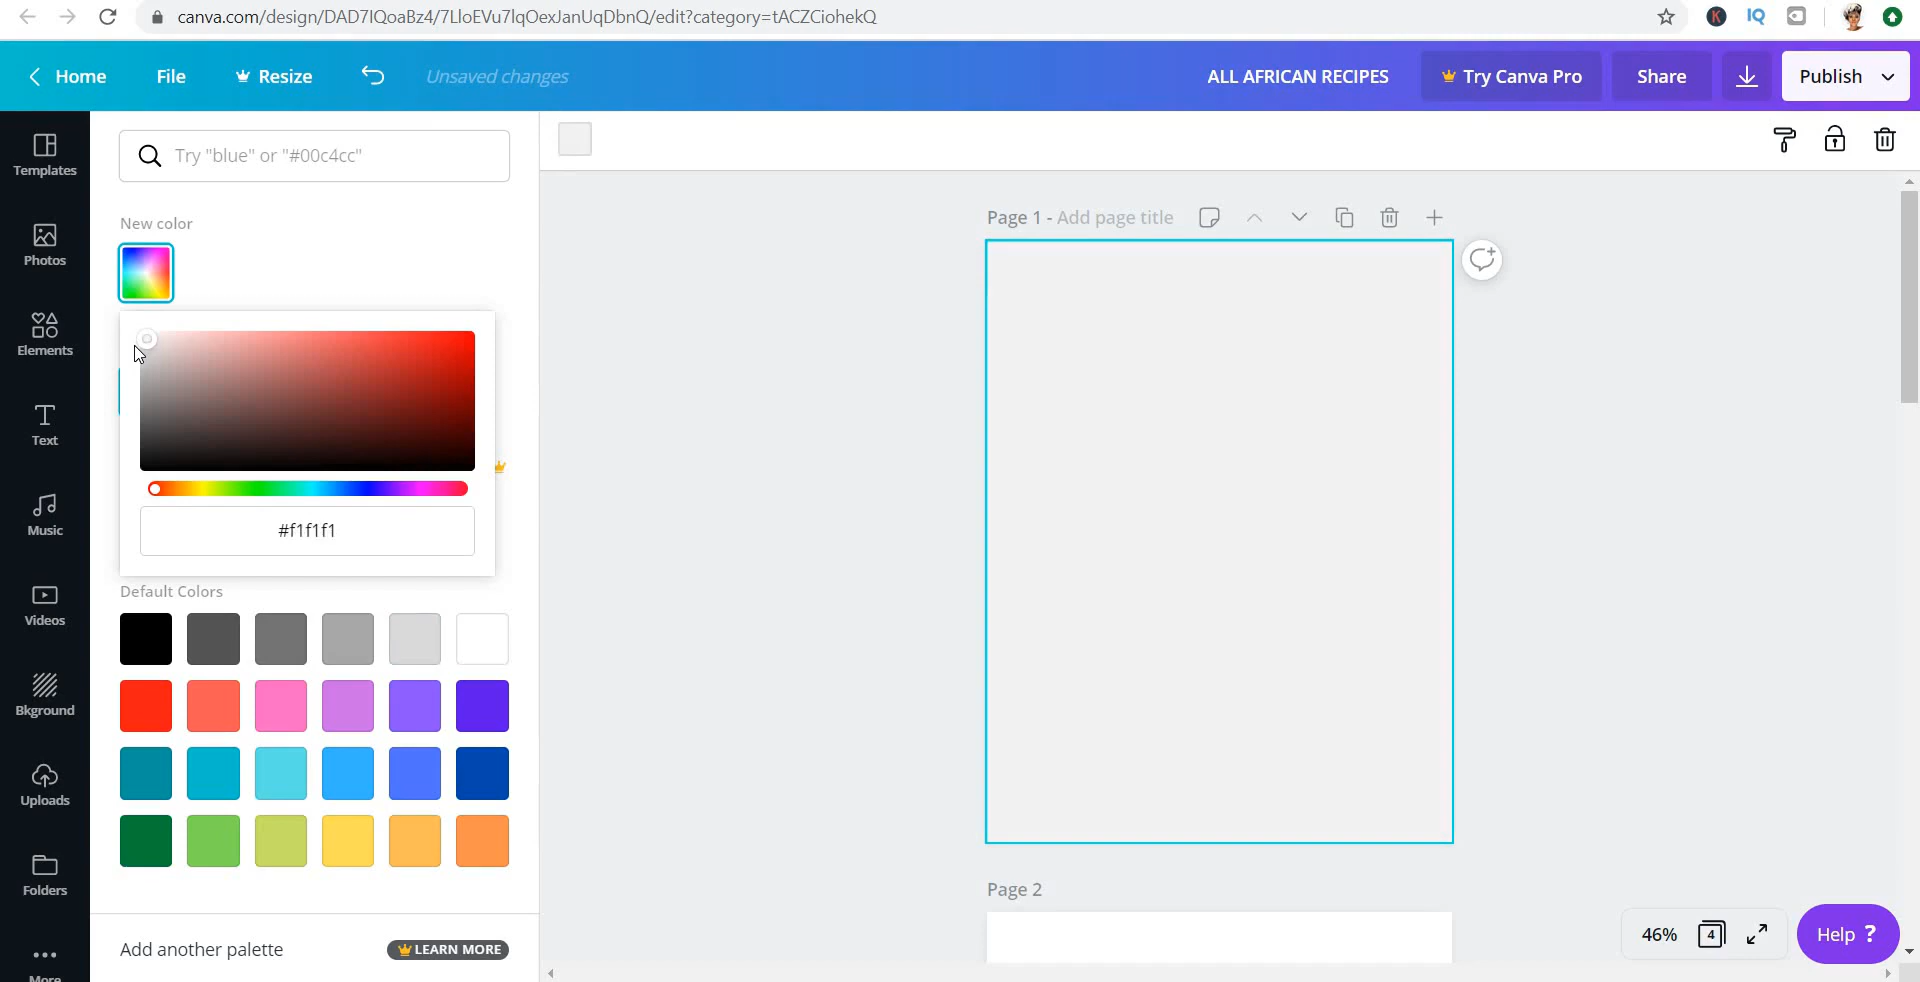 canva.com/design/DAD7IQoaBz4/7LloEVu7lqOexJanUqDbnQ/edit?category=tACZCiohekQ
K
IQ
Home
File
Resize
Unsaved changes
ALL AFRICAN RECIPES
Try Canva Pro
Share
Publish
Templates
Photos
Elements
Text
Music
Videos
Bkground
Uploads
Folders
More
Try "blue" or "#00c4cc"
New color
#f1f1f1
Default Colors
Add another palette
LEARN MORE
Page 1 - Add page title
Page 2
46%
4
Help ?